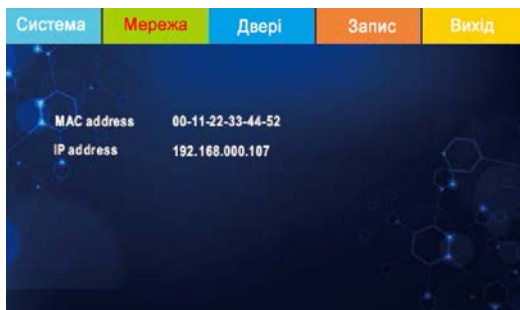 Система Мережа Двері Запис Вихід
MAC address 00-11-22-33-44-52
IP address 192.168.000.107